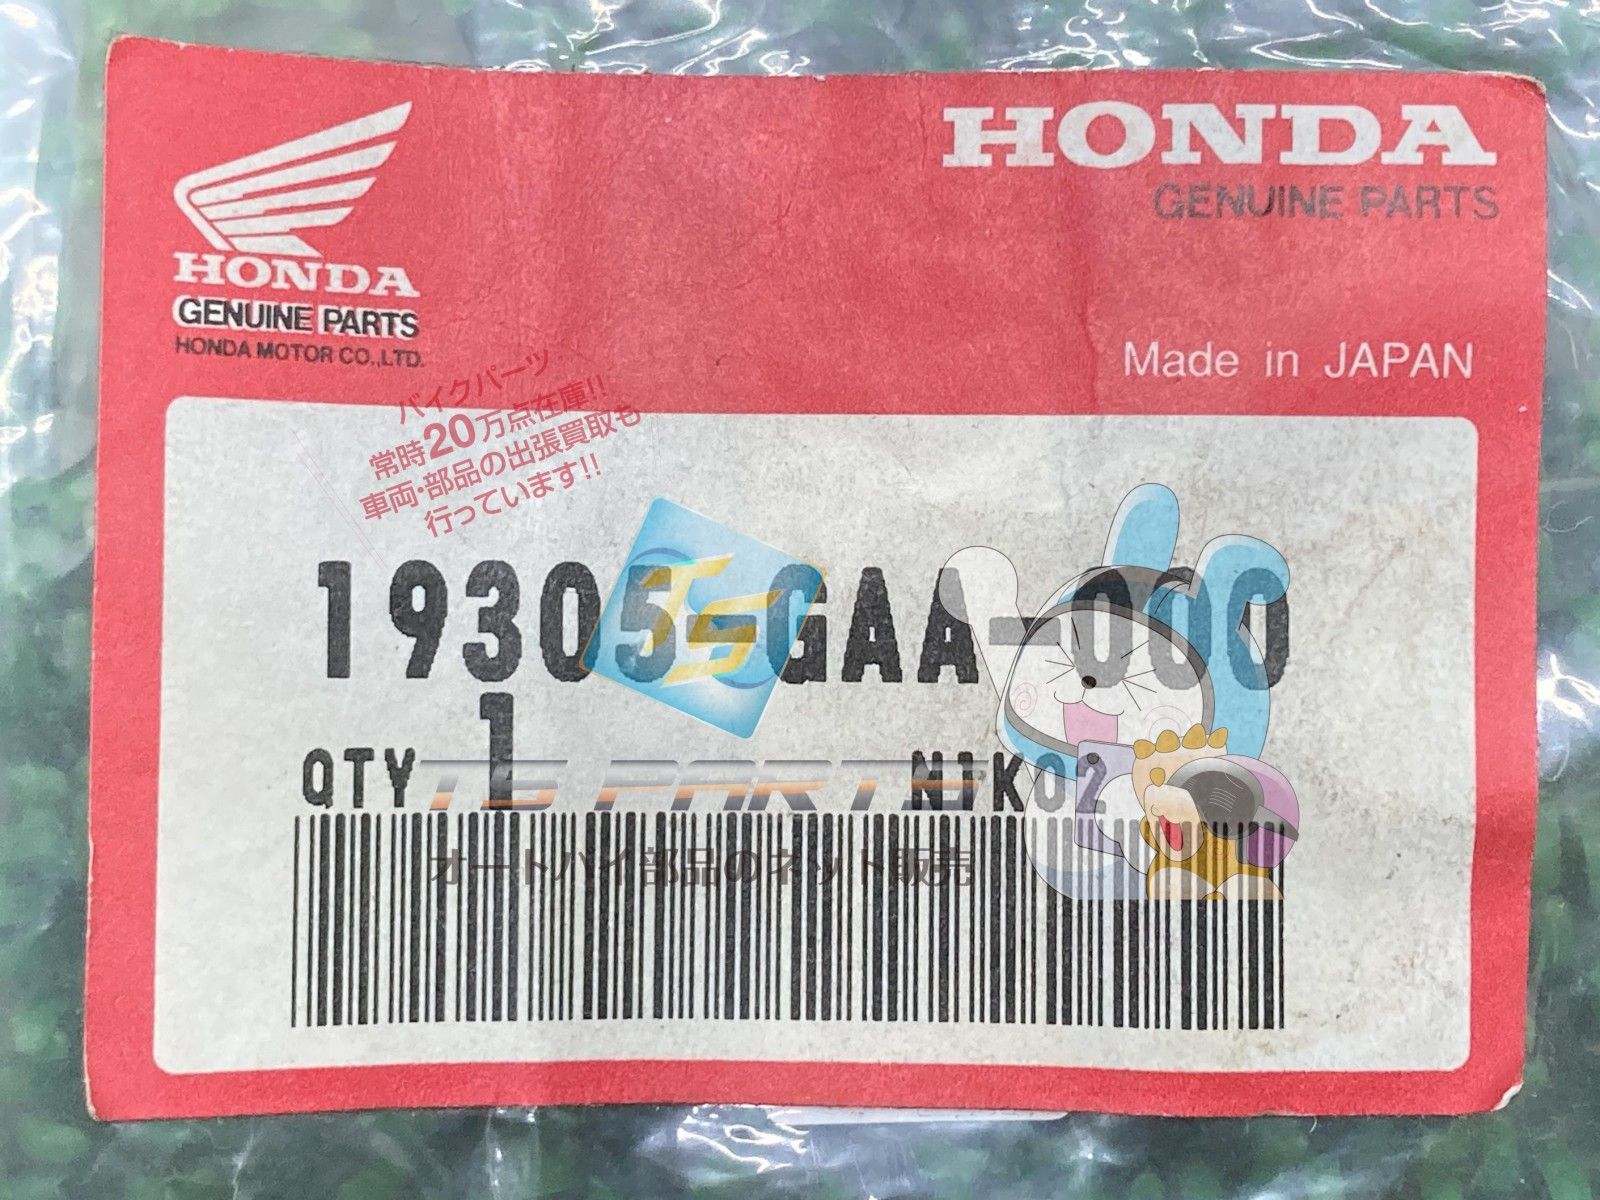 HONDA
GENUINE PARTS
HONDA
GENUINE PARTS
HONDA MOTOR CO.,LTD.
Made in JAPAN
バイクパーツ
常時20万点在庫!!
車両・部品の出張買取も
行っています!!
TS
19305-GAA-000
QTY 1 N1K02
TS PARTS
オートバイ部品のネット販売